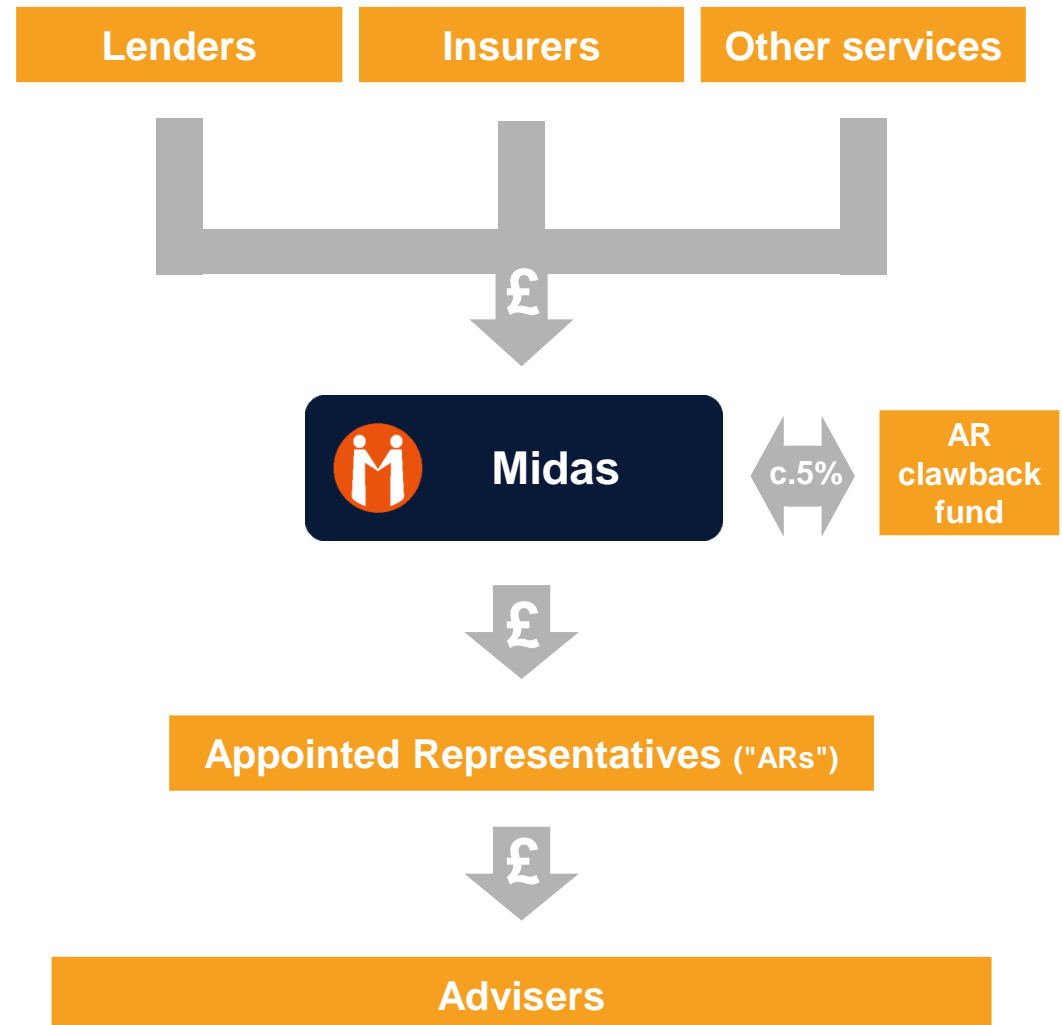 Lenders
Insurers
Other services
£
Midas
c.5%
AR
clawback
fund
£
Appointed Representatives ("ARs")
£
Advisers